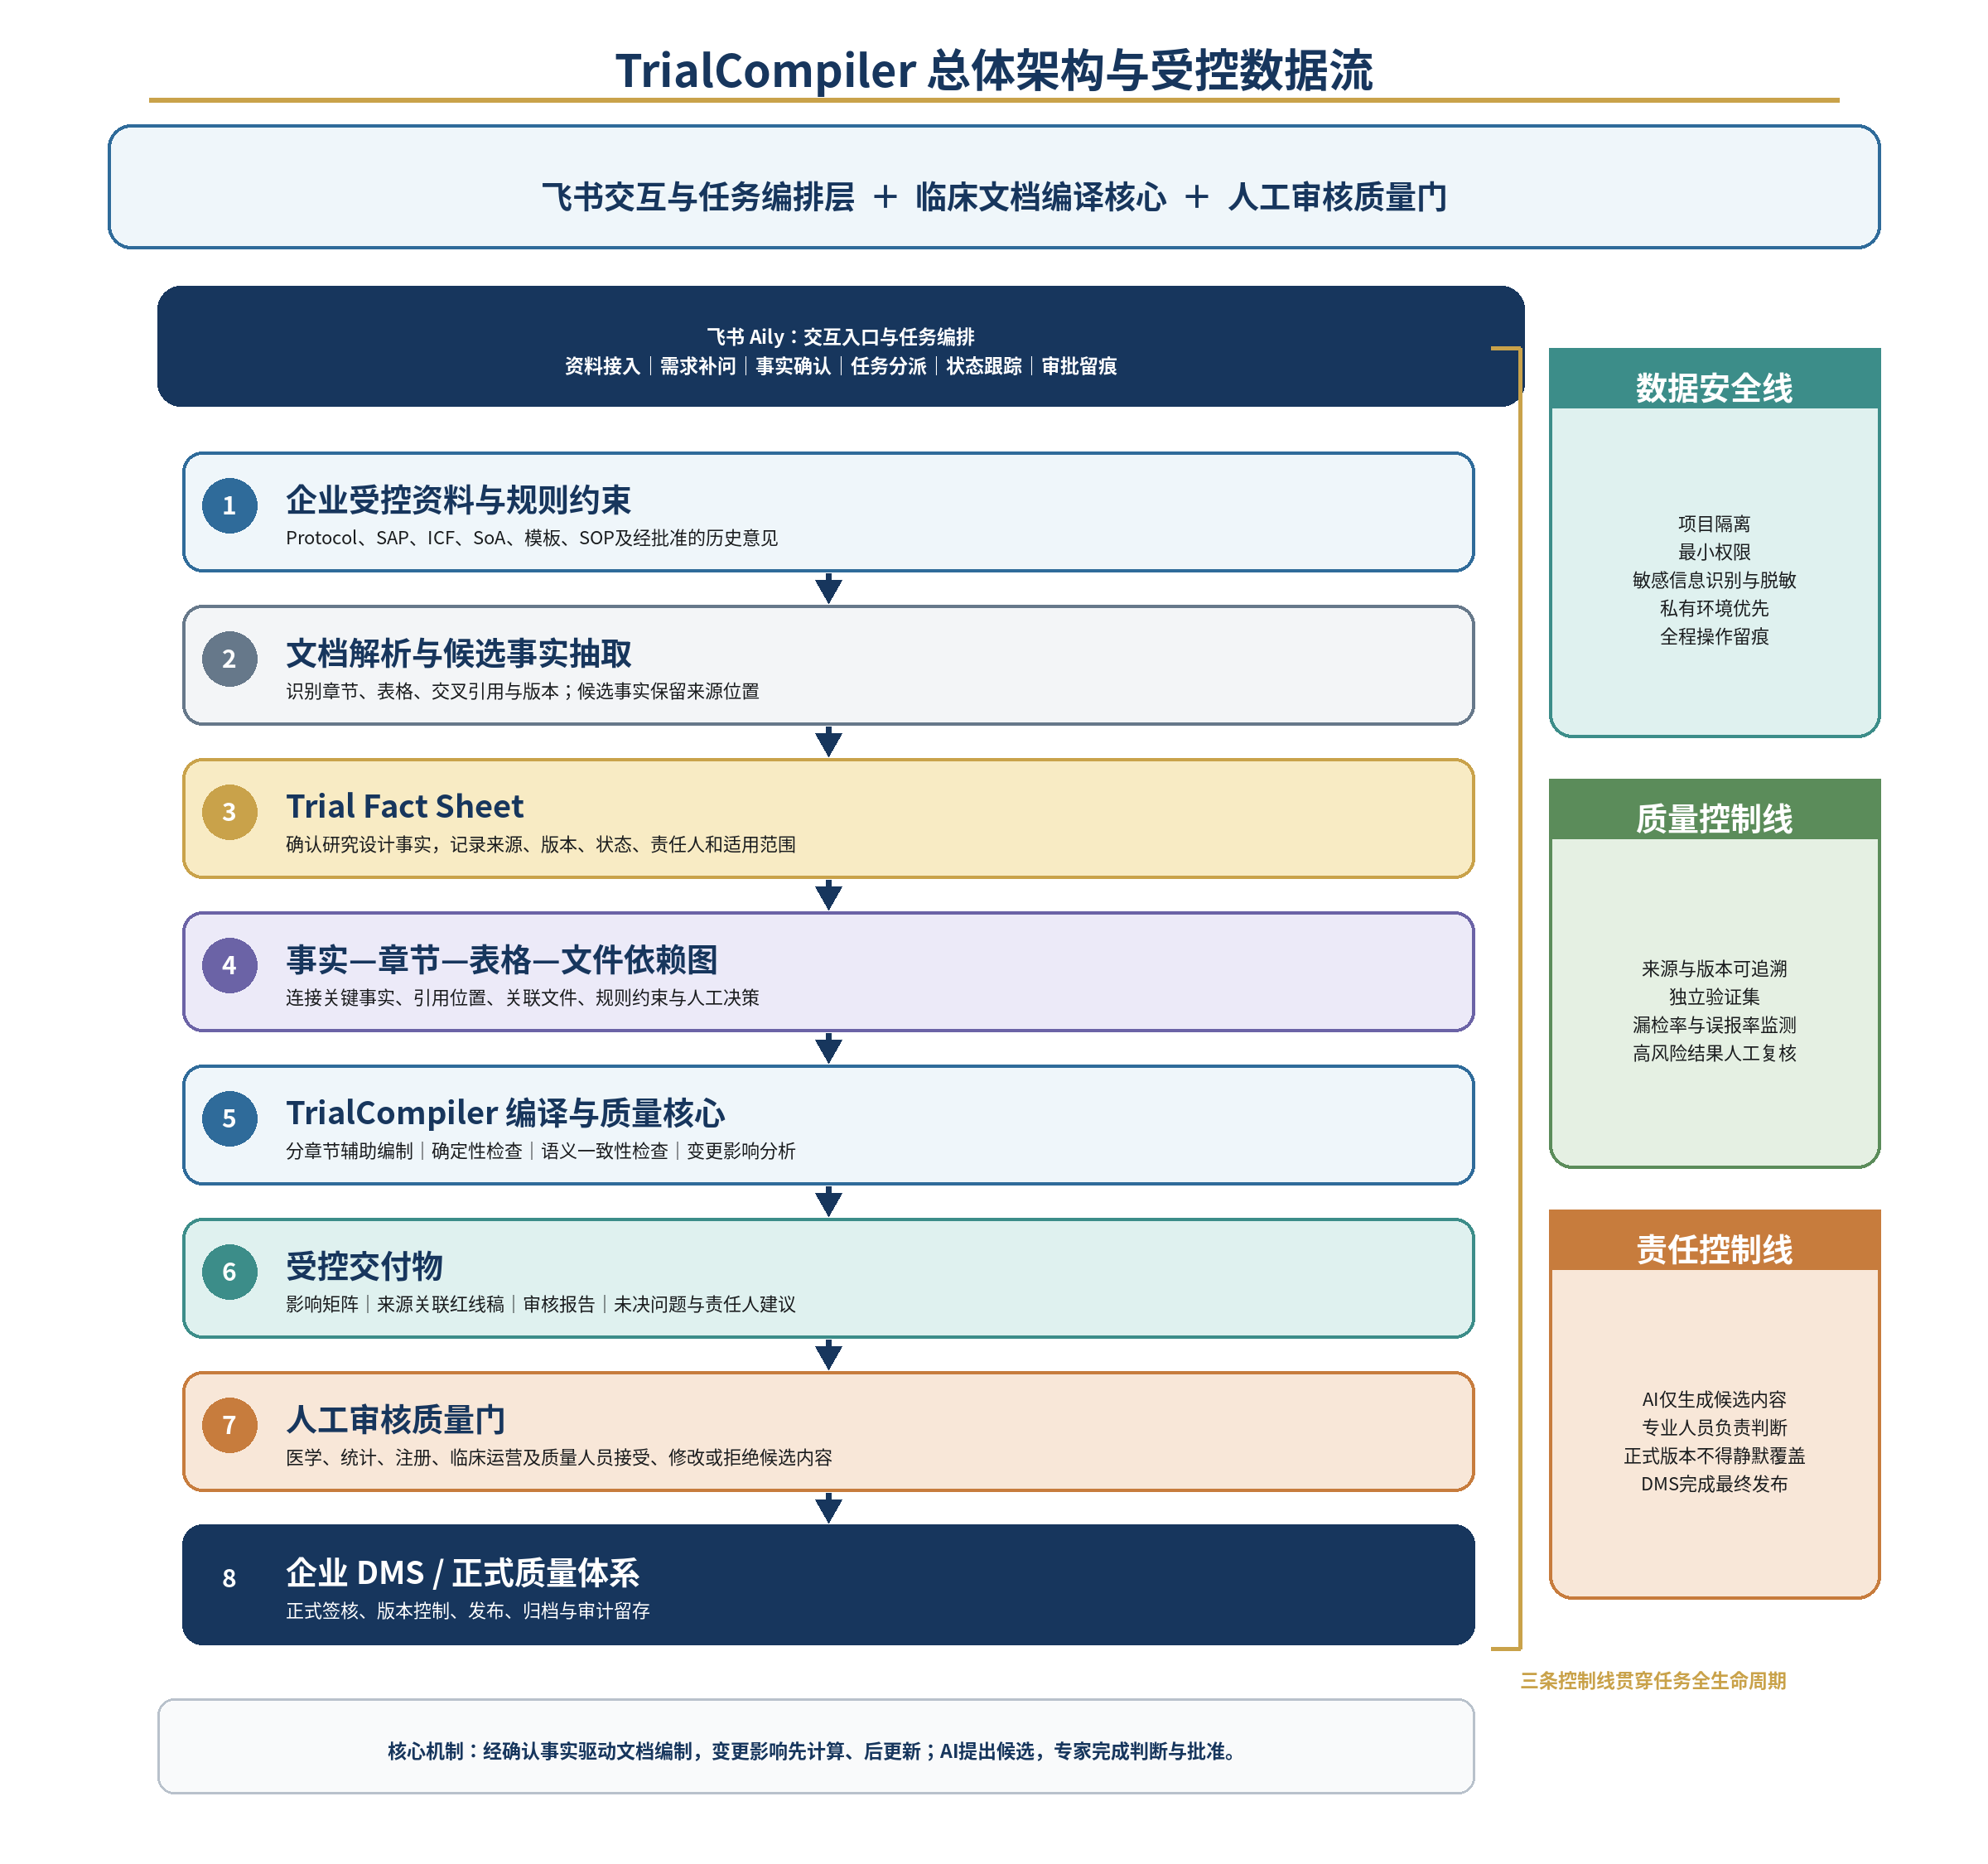 TrialCompiler 总体架构与受控数据流
飞书交互与任务编排层 ＋ 临床文档编译核心 ＋ 人工审核质量门
飞书 Aily：交互入口与任务编排
资料接入｜需求补问｜事实确认｜任务分派｜状态跟踪｜审批留痕
1
企业受控资料与规则约束
Protocol、SAP、ICF、SoA、模板、SOP及经批准的历史意见
2
文档解析与候选事实抽取
识别章节、表格、交叉引用与版本；候选事实保留来源位置
3
Trial Fact Sheet
确认研究设计事实，记录来源、版本、状态、责任人和适用范围
4
事实—章节—表格—文件依赖图
连接关键事实、引用位置、关联文件、规则约束与人工决策
5
TrialCompiler 编译与质量核心
分章节辅助编制｜确定性检查｜语义一致性检查｜变更影响分析
6
受控交付物
影响矩阵｜来源关联红线稿｜审核报告｜未决问题与责任人建议
7
人工审核质量门
医学、统计、注册、临床运营及质量人员接受、修改或拒绝候选内容
8
企业 DMS / 正式质量体系
正式签核、版本控制、发布、归档与审计留存
数据安全线
项目隔离
最小权限
敏感信息识别与脱敏
私有环境优先
全程操作留痕
质量控制线
来源与版本可追溯
独立验证集
漏检率与误报率监测
高风险结果人工复核
责任控制线
AI仅生成候选内容
专业人员负责判断
正式版本不得静默覆盖
DMS完成最终发布
三条控制线贯穿任务全生命周期
核心机制：经确认事实驱动文档编制，变更影响先计算、后更新；AI提出候选，专家完成判断与批准。